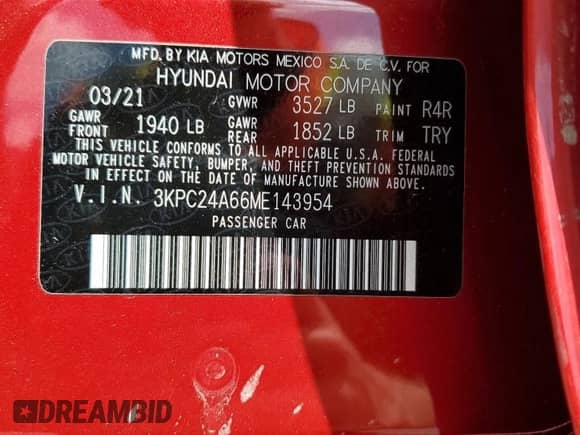 MFD. BY KIA MOTORS MEXICO S.A. DE C.V. FOR
HYUNDAI MOTOR COMPANY
03/21 GVWR 3527 LB PAINT R4R
GAWR FRONT 1940 LB GAWR REAR 1852 LB TRIM TRY
THIS VEHICLE CONFORMS TO ALL APPLICABLE U.S.A. FEDERAL
MOTOR VEHICLE SAFETY, BUMPER, AND THEFT PREVENTION STANDARDS
IN EFFECT ON THE DATE OF MANUFACTURE SHOWN ABOVE.
V.I.N. 3KPC24A66ME143954
PASSENGER CAR
DREAMBID